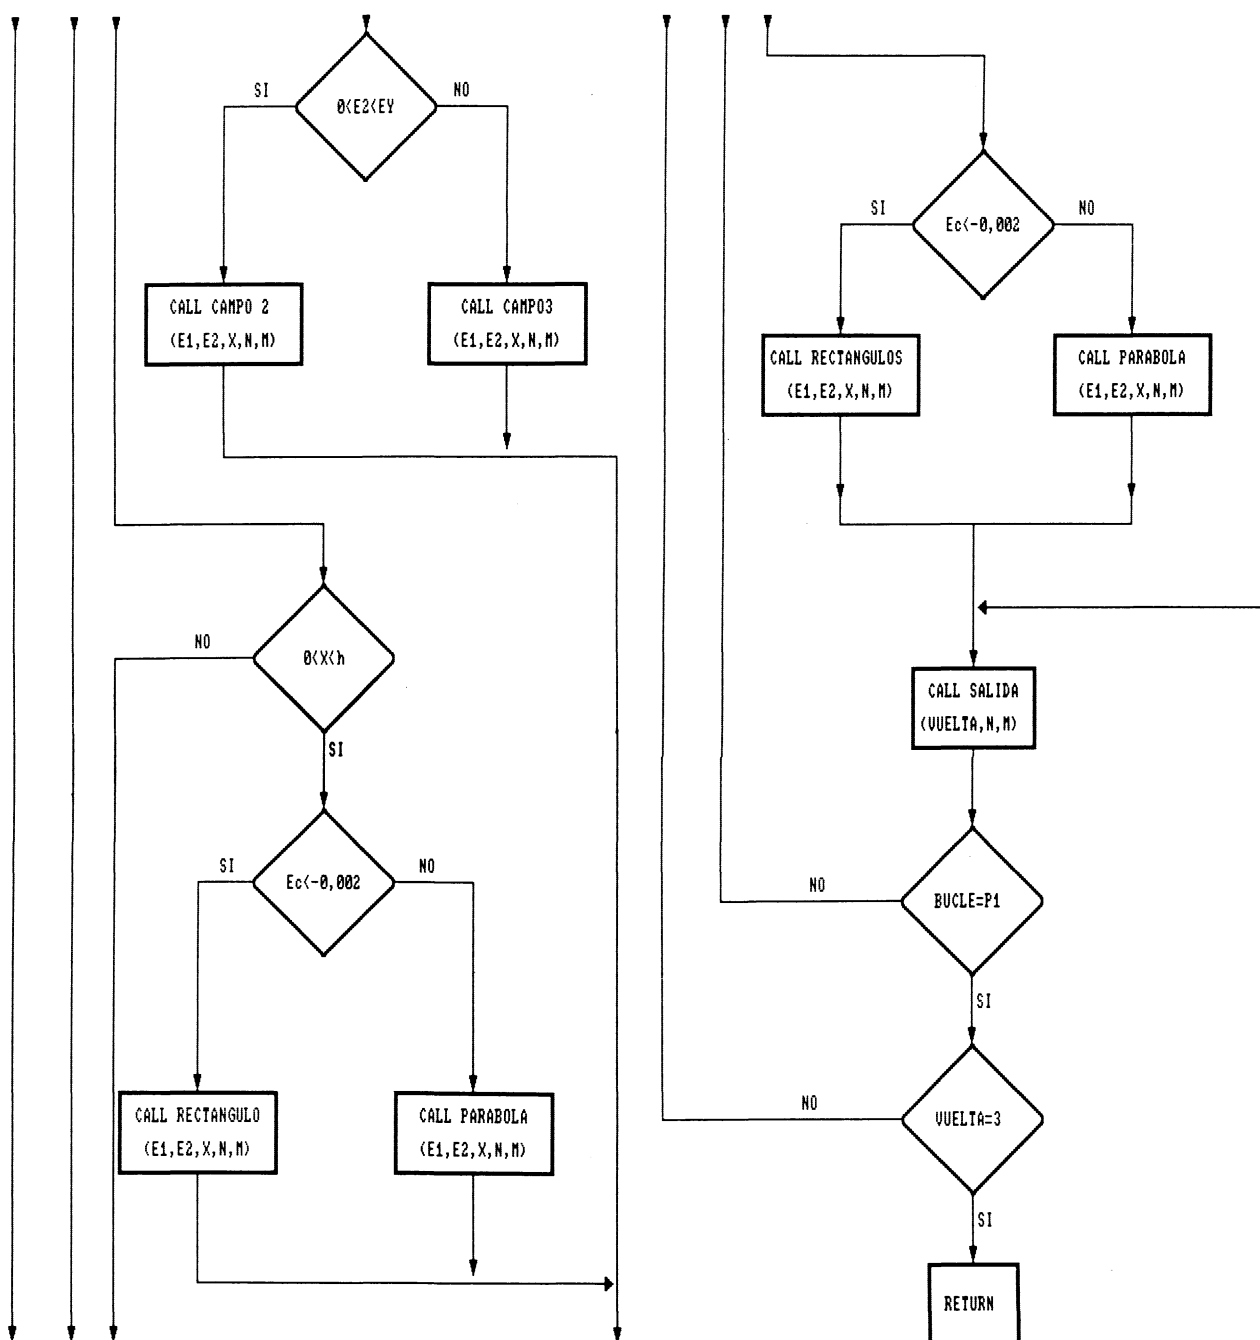 SI
NO
0<E2<EY
CALL CAMPO 2
(E1,E2,X,N,M)
CALL CAMPO3
(E1,E2,X,N,M)
NO
0<X<h
SI
SI
NO
Ec<-0,002
CALL RECTANGULO
(E1,E2,X,N,M)
CALL PARABOLA
(E1,E2,X,N,M)
SI
NO
Ec<-0,002
CALL RECTANGULOS
(E1,E2,X,N,M)
CALL PARABOLA
(E1,E2,X,N,M)
CALL SALIDA
(VUELTA,N,M)
NO
BUCLE=P1
SI
NO
VUELTA=3
SI
RETURN